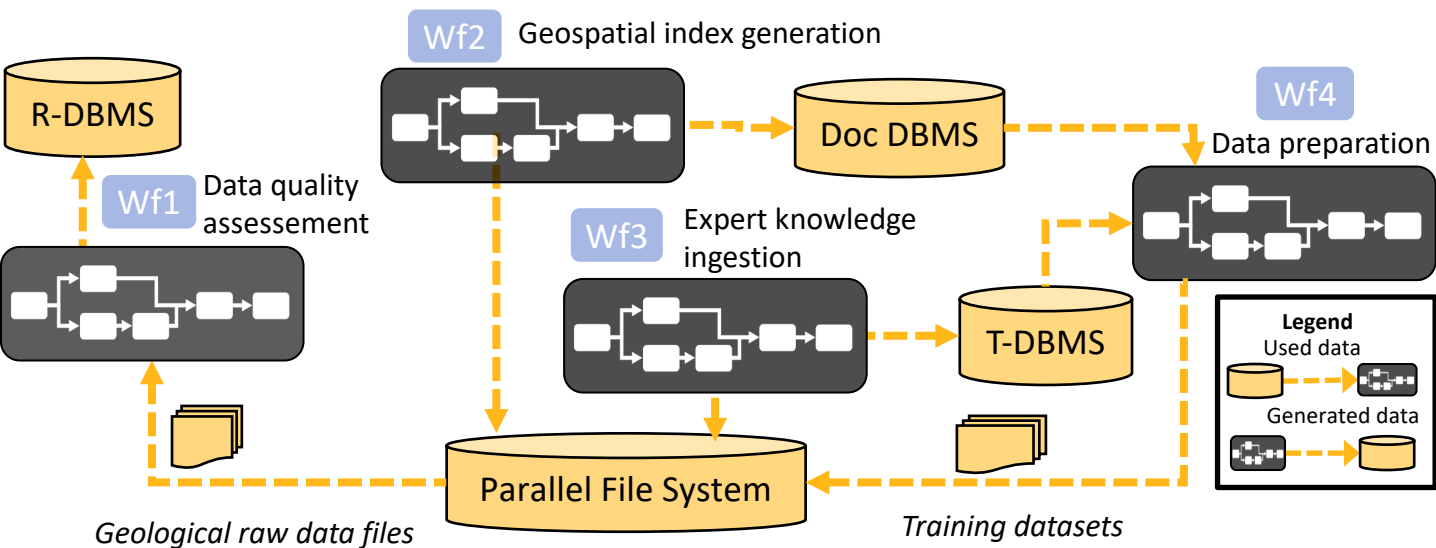 Wf2
Geospatial index generation
R-DBMS
Doc DBMS
Wf4
Data preparation
Wf1
Data quality
assessement
Wf3
Expert knowledge
ingestion
T-DBMS
Legend
Used data
Generated data
Parallel File System
Geological raw data files
Training datasets